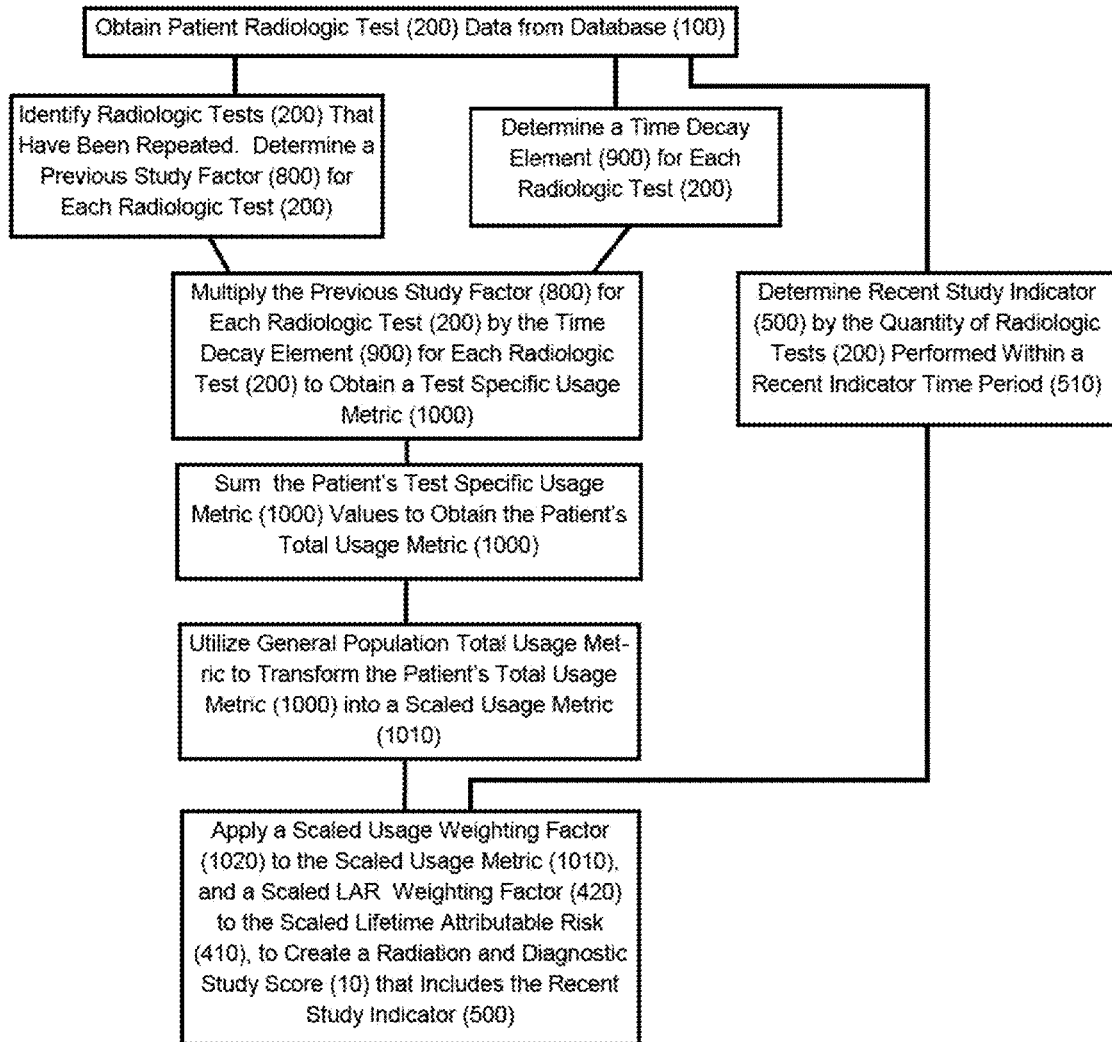 Obtain Patient Radiologic Test (200) Data from Database (100)
Identify Radiologic Tests (200) That
Have Been Repeated. Determine a
Previous Study Factor (800) for
Each Radiologic Test (200)
Determine a Time Decay
Element (900) for Each
Radiologic Test (200)
Multiply the Previous Study Factor (800) for
Each Radiologic Test (200) by the Time
Decay Element (900) for Each Radiologic
Test (200) to Obtain a Test Specific Usage
Metric (1000)
Determine Recent Study Indicator
(500) by the Quantity of Radiologic
Tests (200) Performed Within a
Recent Indicator Time Period (510)
Sum the Patient's Test Specific Usage
Metric (1000) Values to Obtain the Patient's
Total Usage Metric (1000)
Utilize General Population Total Usage Met-
ric to Transform the Patient's Total Usage
Metric (1000) into a Scaled Usage Metric
(1010)
Apply a Scaled Usage Weighting Factor
(1020) to the Scaled Usage Metric (1010),
and a Scaled LAR Weighting Factor (420)
to the Scaled Lifetime Attributable Risk
(410), to Create a Radiation and Diagnostic
Study Score (10) that Includes the Recent
Study Indicator (500)